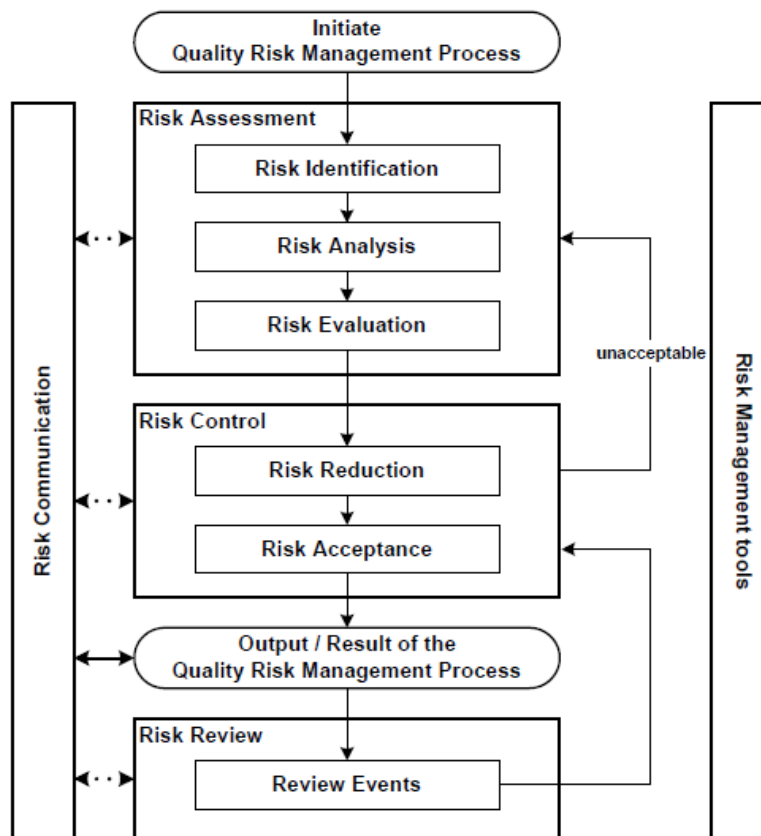 Initiate
Quality Risk Management Process
Risk Assessment
Risk Identification
Risk Analysis
Risk Evaluation
unacceptable
Risk Communication
Risk Management tools
Risk Control
Risk Reduction
Risk Acceptance
Output / Result of the
Quality Risk Management Process
Risk Review
Review Events